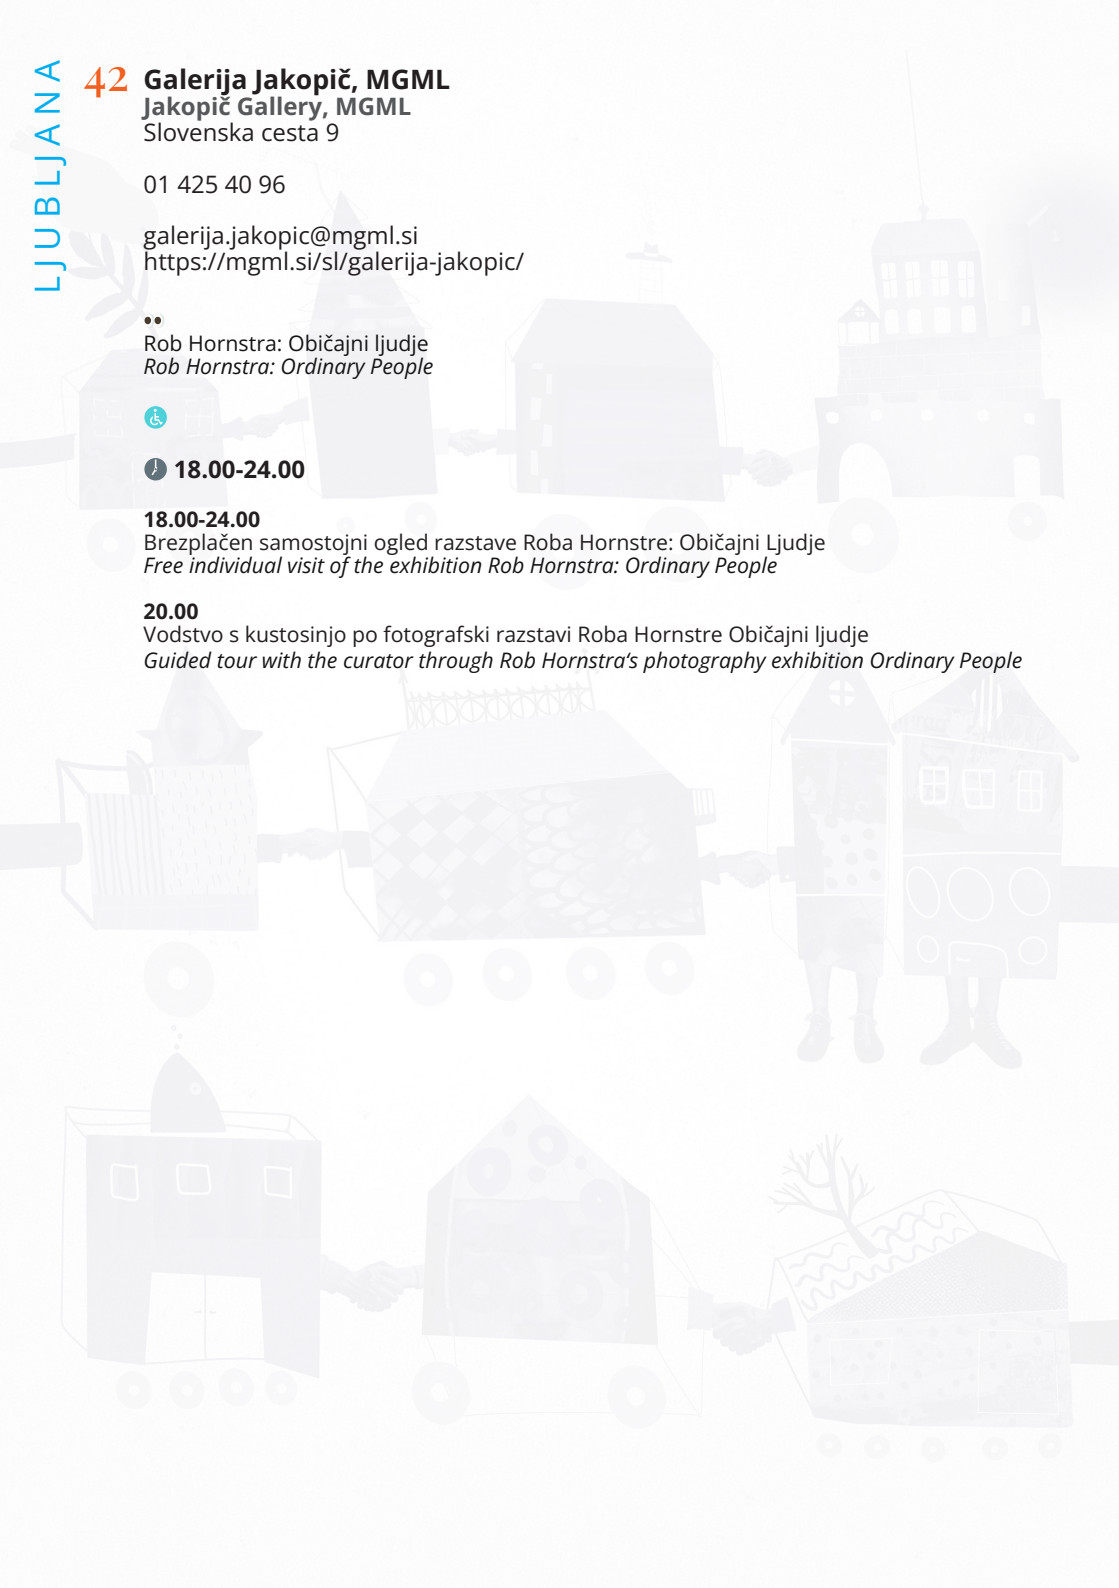 LJUBLJANA
42 Galerija Jakopič, MGML
Jakopič Gallery, MGML
Slovenska cesta 9
01 425 40 96
galerija.jakopic@mgml.si
https://mgml.si/sl/galerija-jakopic/
Rob Hornstra: Običajni ljudje
Rob Hornstra: Ordinary People
18.00-24.00
18.00-24.00
Brezplačen samostojni ogled razstave Roba Hornstre: Običajni Ljudje
Free individual visit of the exhibition Rob Hornstra: Ordinary People
20.00
Vodstvo s kustosinjo po fotografski razstavi Roba Hornstre Običajni ljudje
Guided tour with the curator through Rob Hornstra‘s photography exhibition Ordinary People